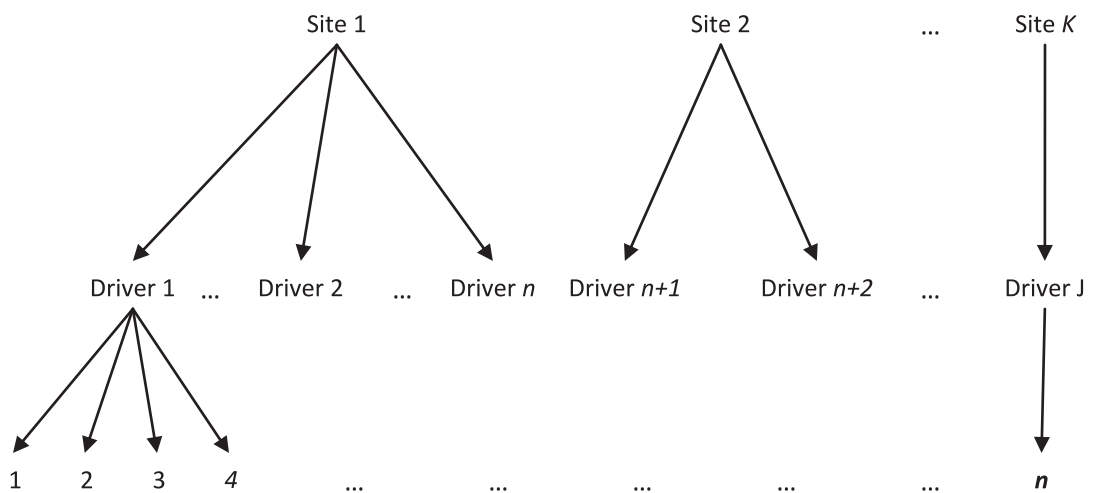 Site 1 Site 2 ... Site K
Driver 1 ... Driver 2 ... Driver n Driver n+1 Driver n+2 ... Driver J
1 2 3 4 ... ... ... ... ... n